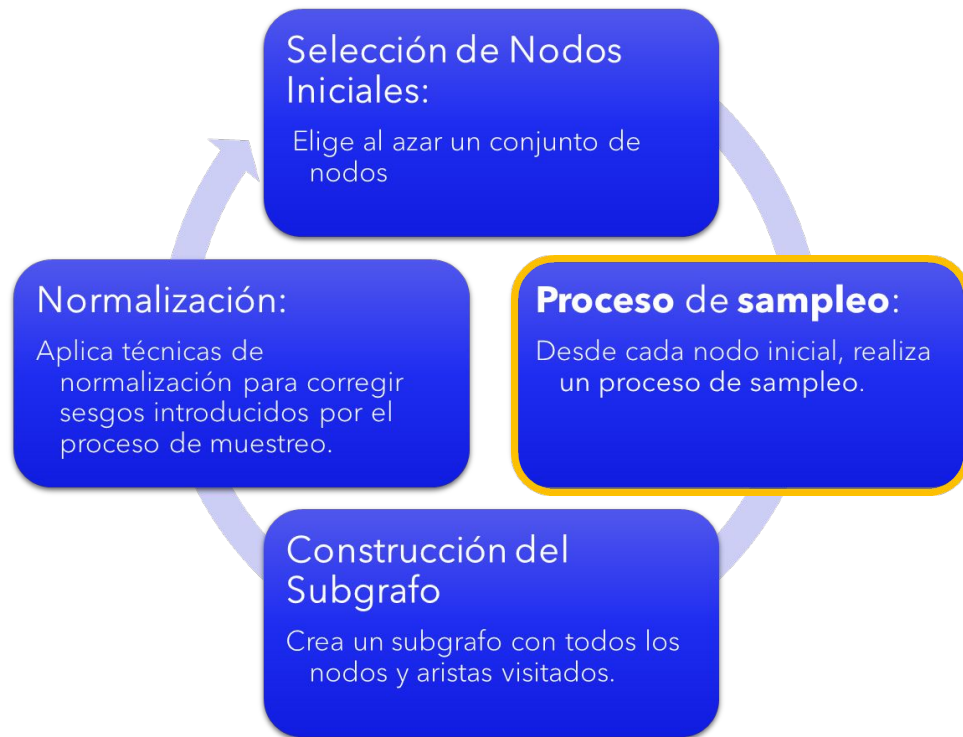 Selección de Nodos
Iniciales:
Elige al azar un conjunto de
nodos
Proceso de sampleo:
Desde cada nodo inicial, realiza
un proceso de sampleo.
Construcción del
Subgrafo
Crea un subgrafo con todos los
nodos y aristas visitados.
Normalización:
Aplica técnicas de
normalización para corregir
sesgos introducidos por el
proceso de muestreo.